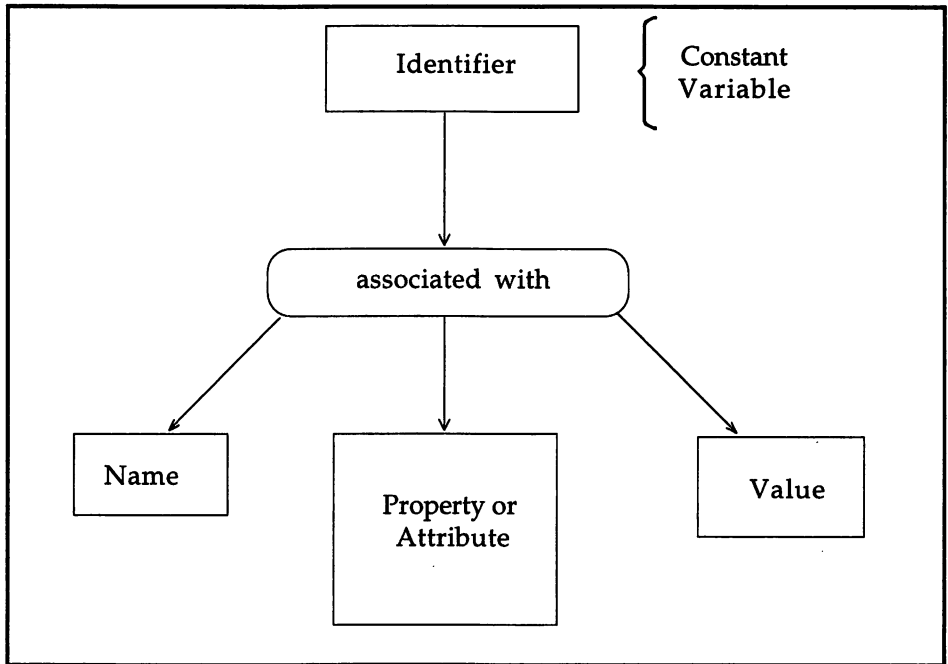 Identifier
Constant
Variable
associated with
Name
Property or
Attribute
Value